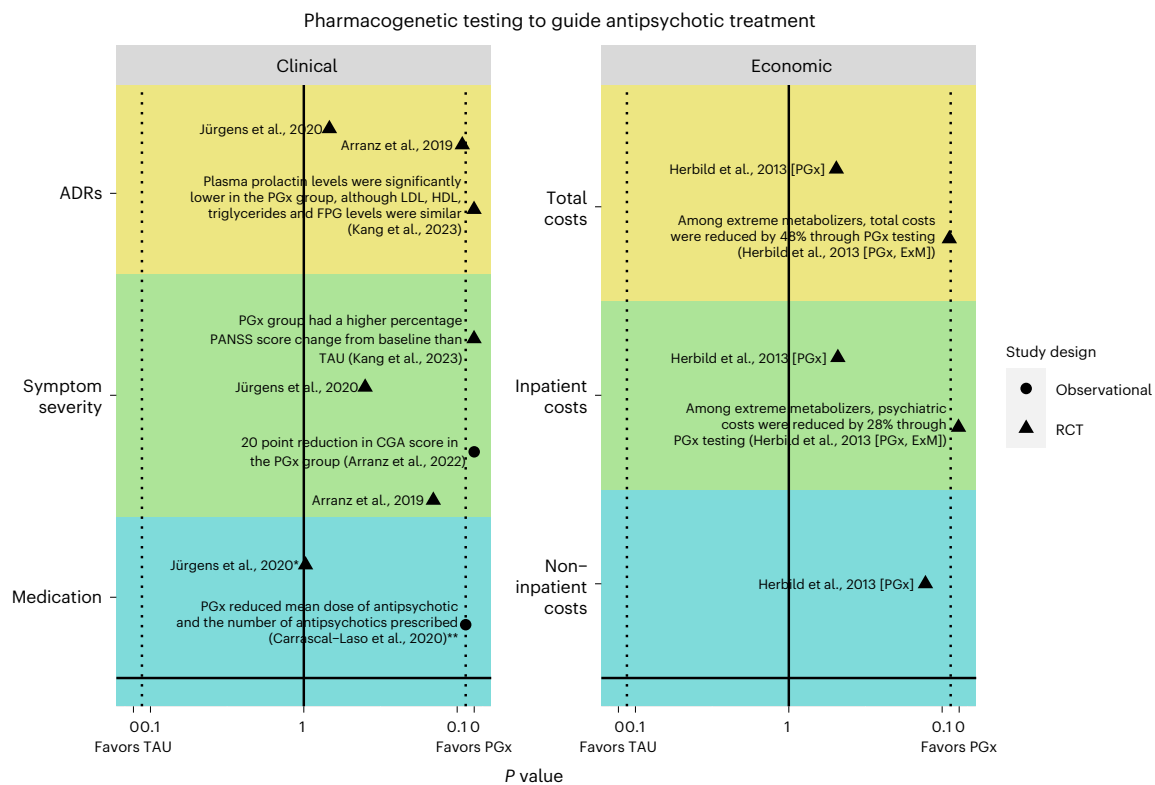 Pharmacogenetic testing to guide antipsychotic treatment
Clinical
ADRs
Jürgens et al., 2020
Arranz et al., 2019
Plasma prolactin levels were significantly
lower in the PGx group, although LDL, HDL,
triglycerides and FPG levels were similar
(Kang et al., 2023)
Symptom
severity
PGx group had a higher percentage
PANSS score change from baseline than
TAU (Kang et al., 2023)
Jürgens et al., 2020
20 point reduction in CGA score in
the PGx group (Arranz et al., 2022)
Arranz et al., 2019
Medication
Jürgens et al., 2020*
PGx reduced mean dose of antipsychotic
and the number of antipsychotics prescribed
(Carrascal–Laso et al., 2020)**
00.1 1 0.10
Favors TAU Favors PGx
Economic
Total
costs
Herbild et al., 2013 [PGx]
Among extreme metabolizers, total costs
were reduced by 48% through PGx testing
(Herbild et al., 2013 [PGx, ExM])
Inpatient
costs
Herbild et al., 2013 [PGx]
Among extreme metabolizers, psychiatric
costs were reduced by 28% through
PGx testing (Herbild et al., 2013 [PGx, ExM])
Non–
inpatient
costs
Herbild et al., 2013 [PGx]
00.1 1 0.10
Favors TAU Favors PGx
P value
Study design
Observational
RCT